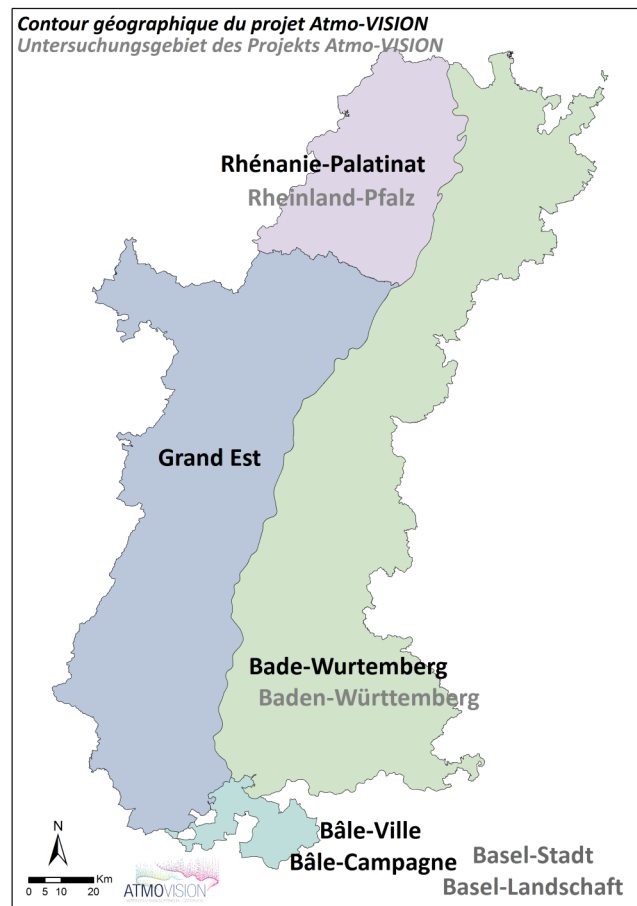 Contour géographique du projet Atmo-VISION
Untersuchungsgebiet des Projekts Atmo-VISION
Rhénanie-Palatinat
Rheinland-Pfalz
Grand Est
Bade-Wurtemberg
Baden-Württemberg
Bâle-Ville
Bâle-Campagne
Basel-Stadt
Basel-Landschaft
N
Km
0 5 10 20
ATMOVISION